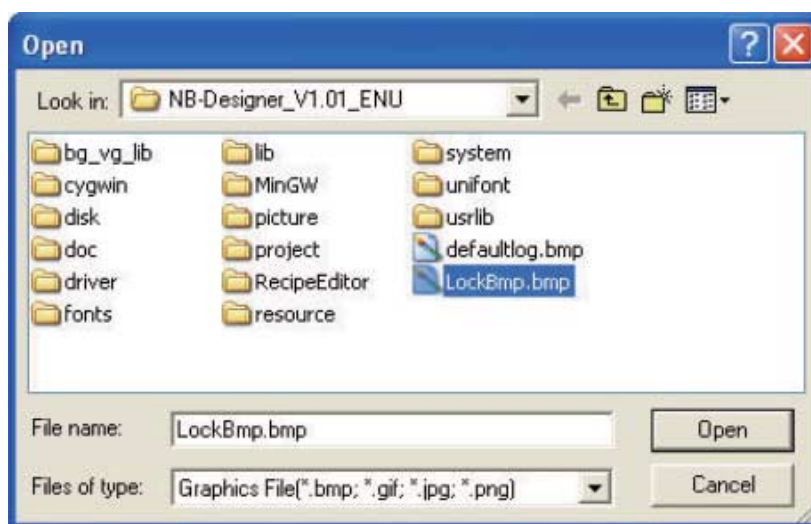 Open
Look in: NB-Designer_V1.01_ENU
bg_vg_lib lib system
cygwin MinGW unifont
disk picture usrlib
doc project defaultlog.bmp
driver RecipeEditor LockBmp.bmp
fonts resource
File name: LockBmp.bmp Open
Files of type: Graphics File(*.bmp; *.gif; *.jpg; *.png) Cancel